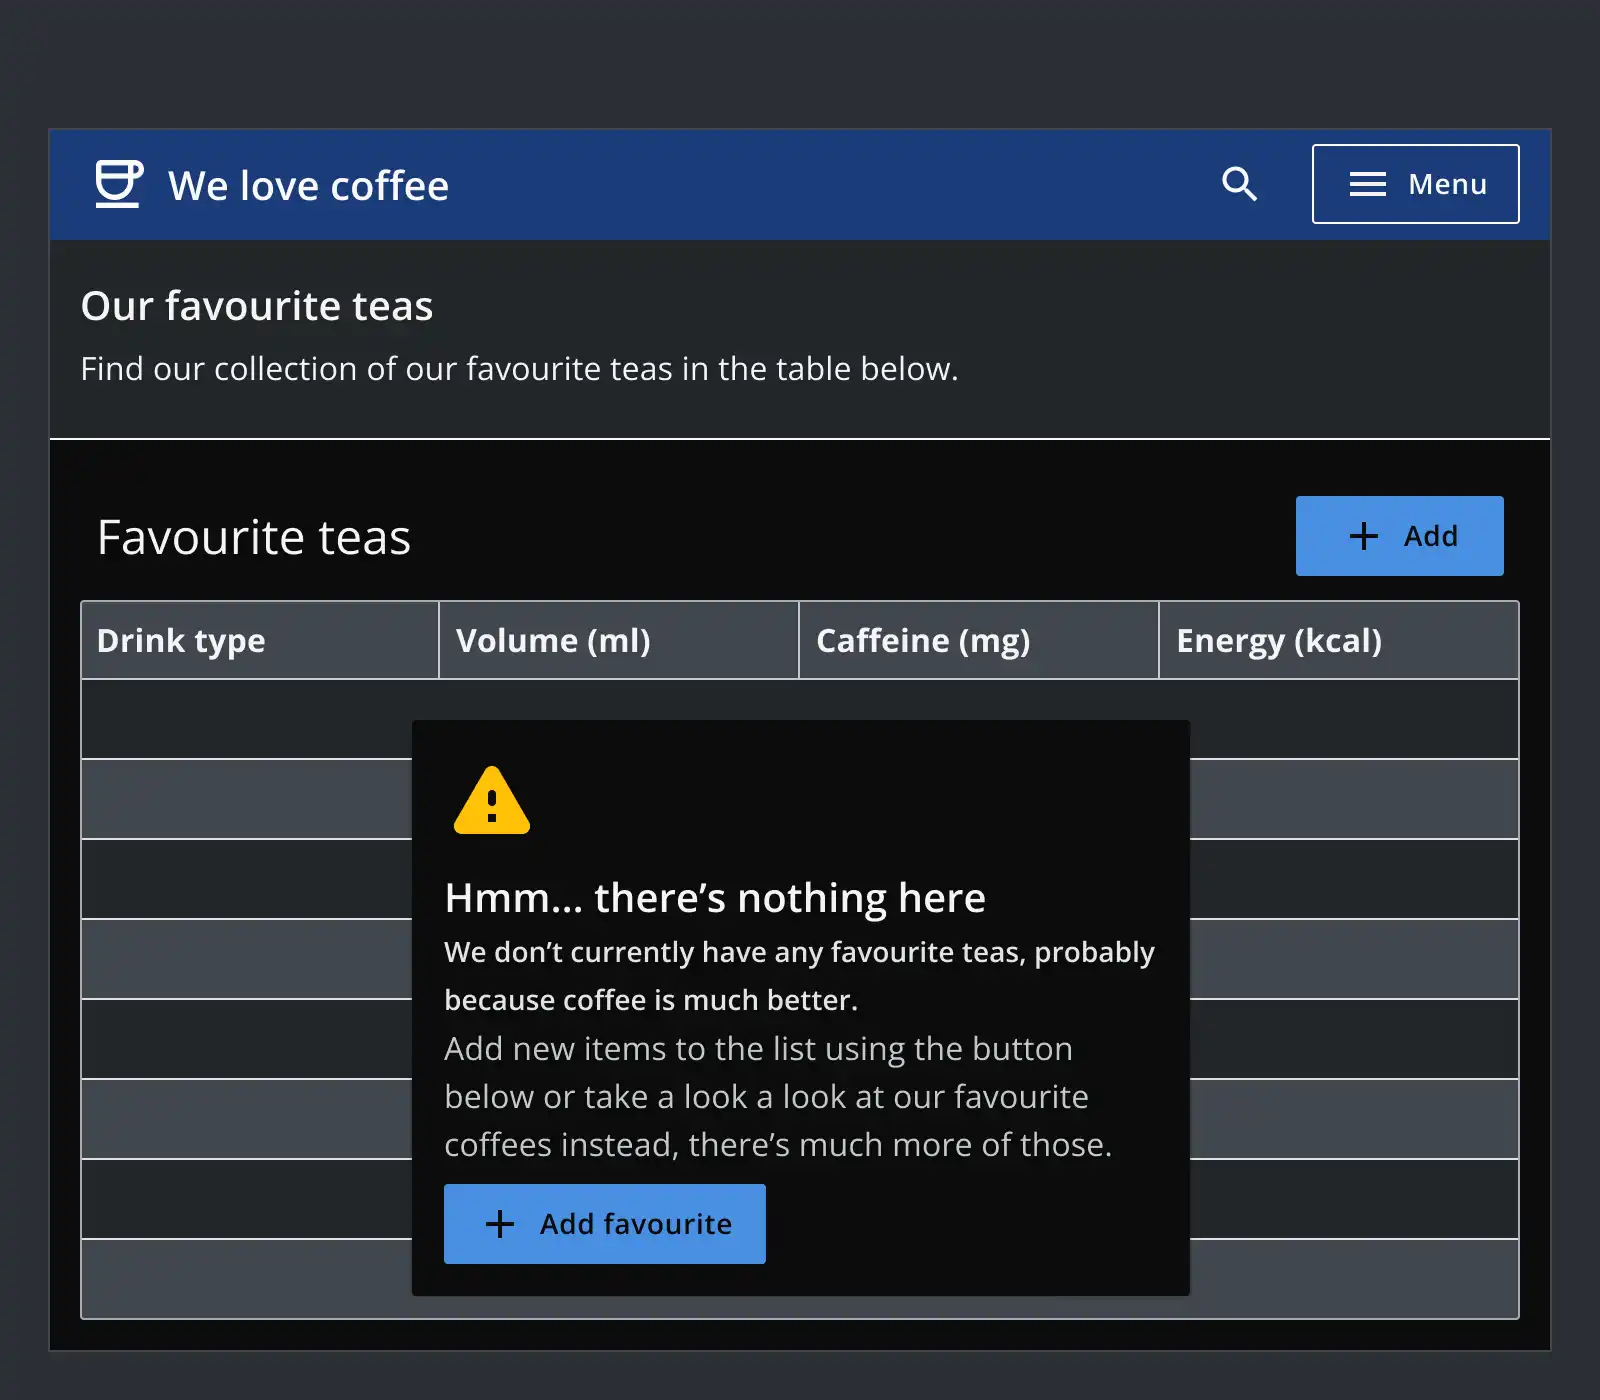 We love coffee
Menu
Our favourite teas
Find our collection of our favourite teas in the table below.
Favourite teas
Add
Drink type
Volume (ml)
Caffeine (mg)
Energy (kcal)
Hmm... there’s nothing here
We don’t currently have any favourite teas, probably
because coffee is much better.
Add new items to the list using the button
below or take a look a look at our favourite
coffees instead, there’s much more of those.
Add favourite